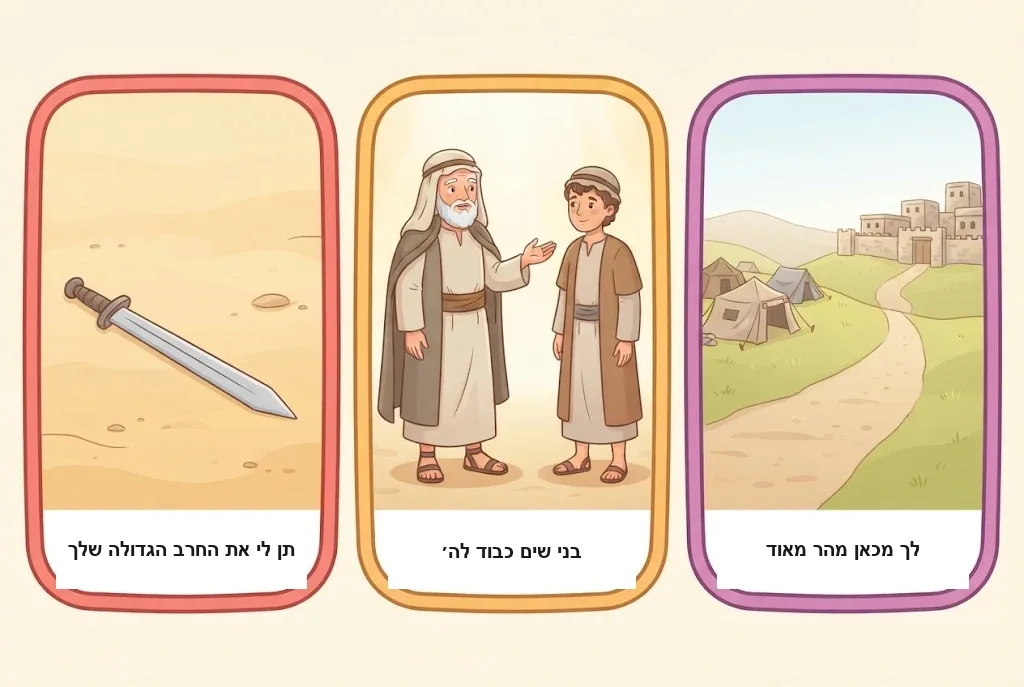 לך מכאן מהר מאוד
בני שים כבוד לה׳
תן לי את החרב הגדולה שלך